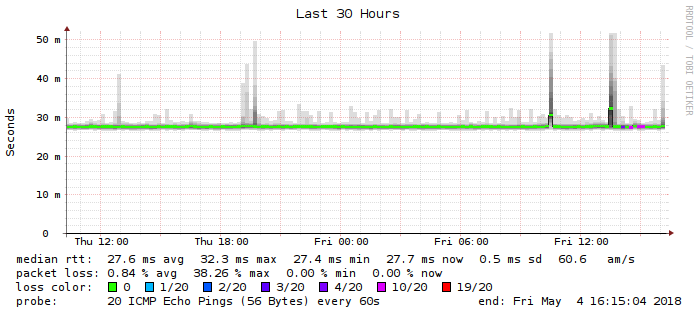 Last 30 Hours
RRDTOOL / TOBI OETIKER
Seconds
50 m
40 m
30 m
20 m
10 m
0
Thu 12:00 Thu 18:00 Fri 00:00 Fri 06:00 Fri 12:00
median rtt: 27.6 ms avg 32.3 ms max 27.4 ms min 27.7 ms now 0.5 ms sd 60.6 am/s
packet loss: 0.84 % avg 38.26 % max 0.00 % min 0.00 % now
loss color: 0 1/20 2/20 3/20 4/20 10/20 19/20
probe: 20 ICMP Echo Pings (56 Bytes) every 60s end: Fri May 4 16:15:04 2018